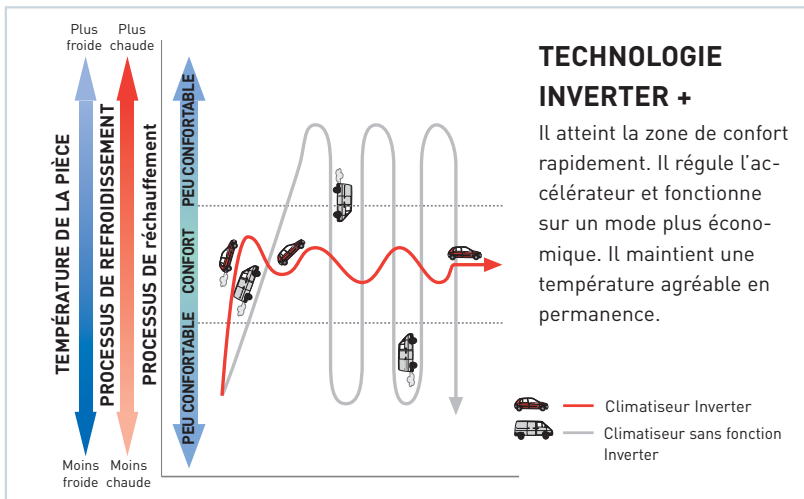 Plus
froide
Plus
chaude
TEMPÉRATURE DE LA PIÈCE
PROCESSUS DE REFROIDISSEMENT
PROCESSUS DE réchauffement
PEU CONFORTABLE
CONFORT
PEU CONFORTABLE
Moins
froide
Moins
chaude
TECHNOLOGIE
INVERTER +
Il atteint la zone de confort
rapidement. Il régule l'ac-
célérateur et fonctionne
sur un mode plus écono-
mique. Il maintient une
température agréable en
permanence.
Climatiseur Inverter
Climatiseur sans fonction
Inverter